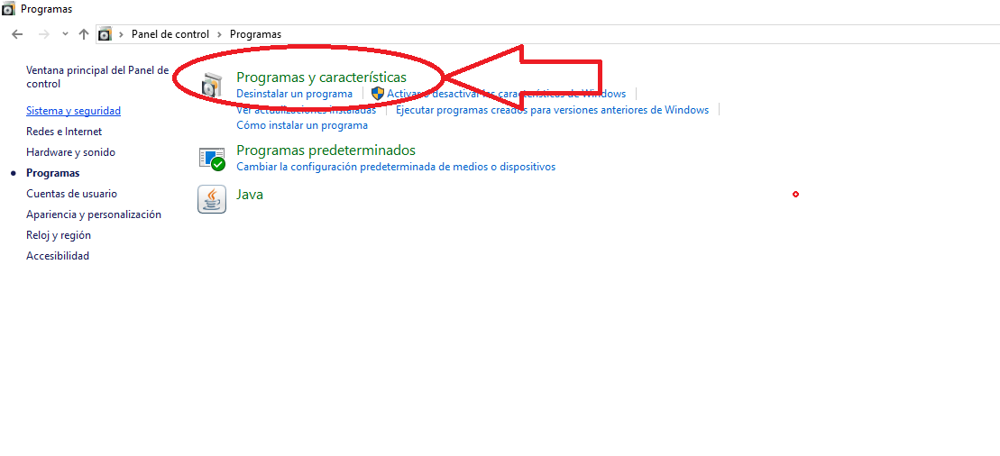 Programas
Panel de control Programas
Ventana principal del Panel de
control
Sistema y seguridad
Redes e Internet
Hardware y sonido
Programas
Cuentas de usuario
Apariencia y personalización
Reloj y región
Accesibilidad
Programas y características
Desinstalar un programa Activar o desactivar las características de Windows
Ver actualizaciones instaladas Ejecutar programas creados para versiones anteriores de Windows
Cómo instalar un programa
Programas predeterminados
Cambiar la configuración predeterminada de medios o dispositivos
Java